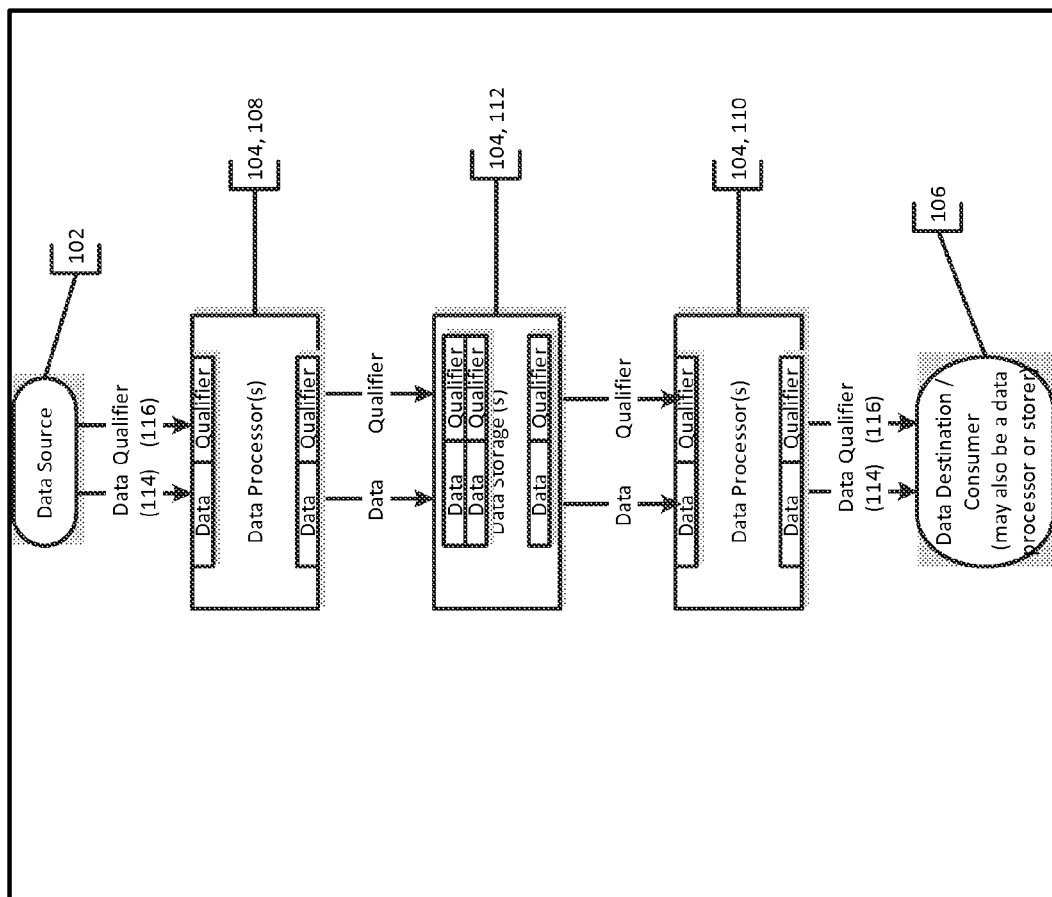 Data Source
102
Data Qualifier
(114) (116)
Data Qualifier
Data Processor(s)
104, 108
Data Qualifier
Data Qualifier
Data Qualifier
Data Qualifier
Data Storage (s)
104, 112
Data Qualifier
Data Qualifier
Data Qualifier
Data Processor(s)
104, 110
Data Qualifier
Data Qualifier
(114) (116)
Data Destination /
Consumer
(may also be a data
processor or storer)
106